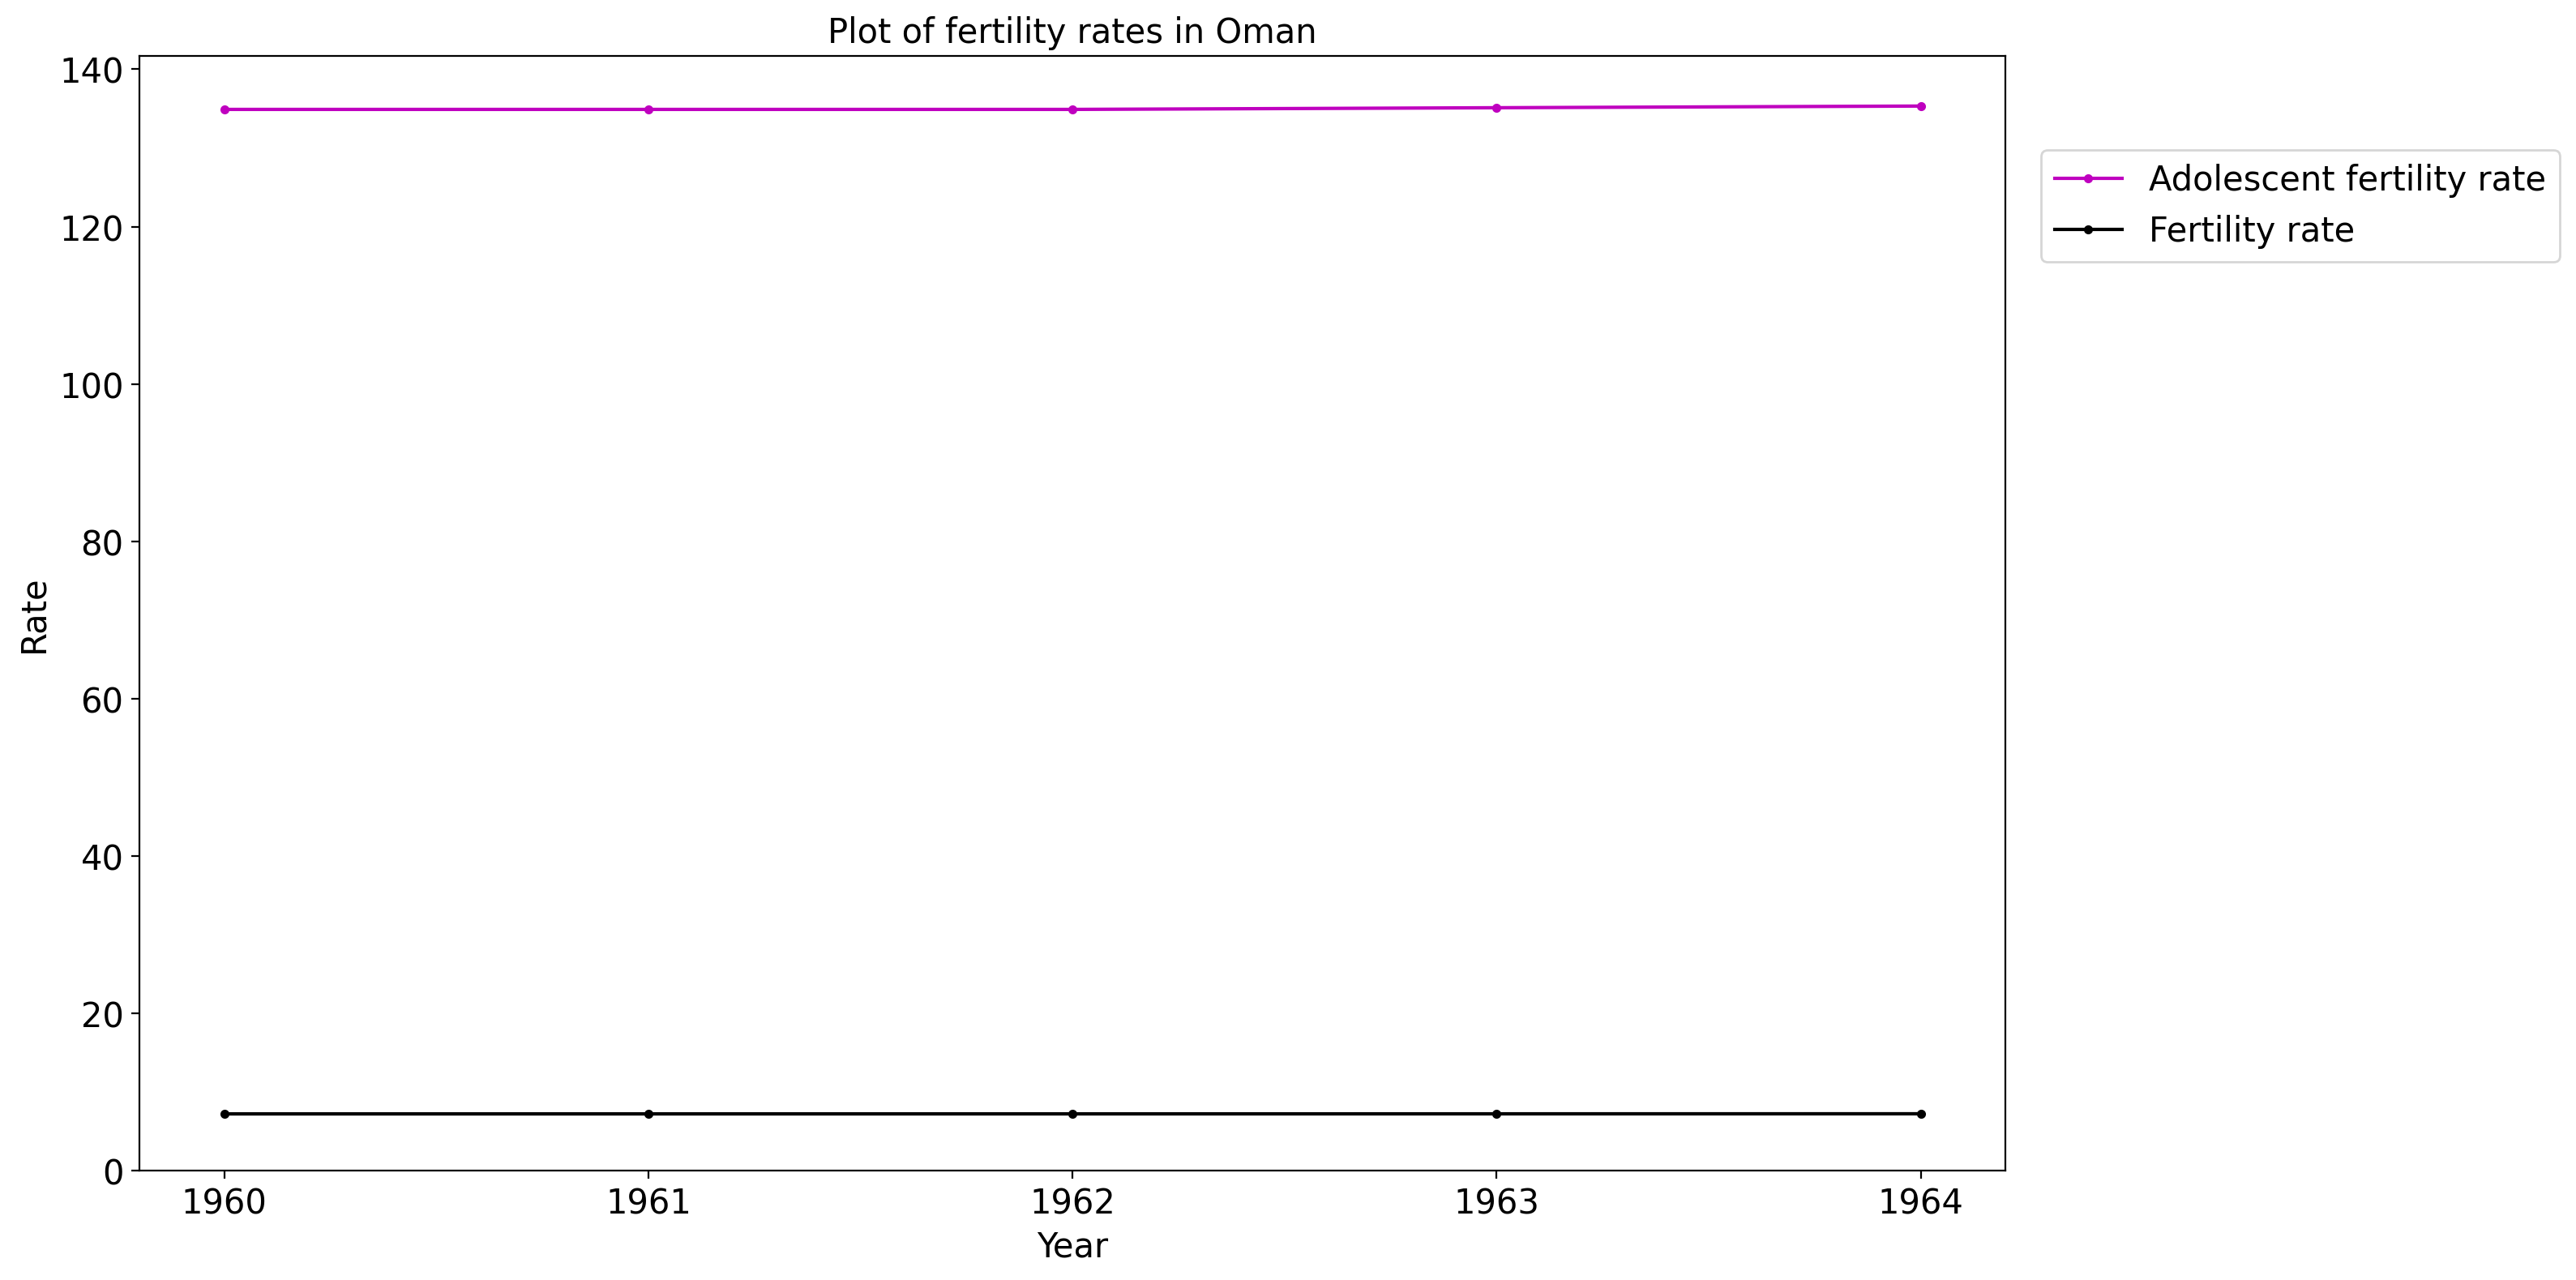 Plot of fertility rates in Oman
140
120
100
80
60
40
20
0
Rate
1960 1961 1962 1963 1964
Year
Adolescent fertility rate
Fertility rate